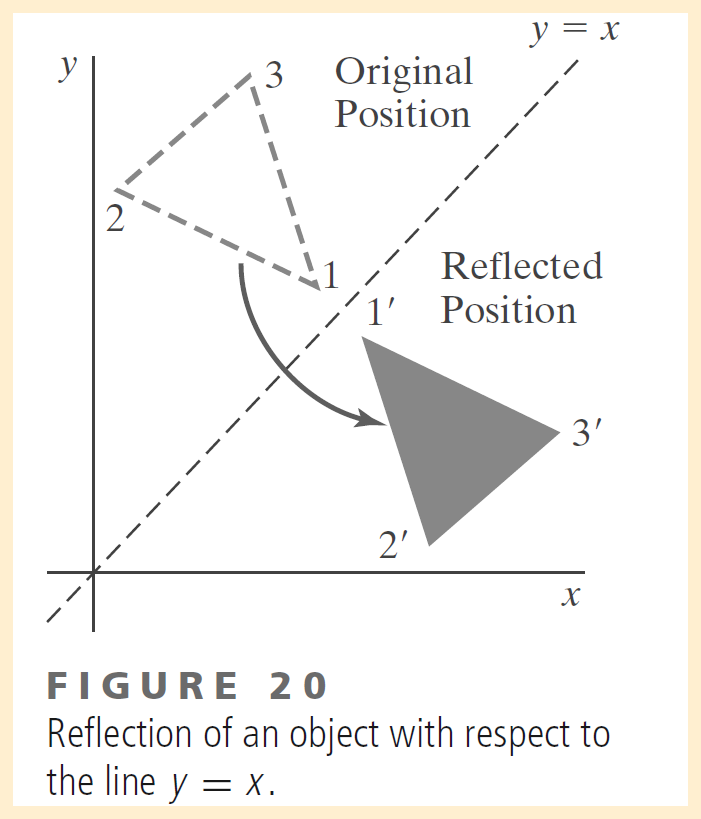 y = x
y
3
Original
Position
2
1
Reflected
1′
Position
3′
2′
x
FIGURE 20
Reflection of an object with respect to
the line y = x.